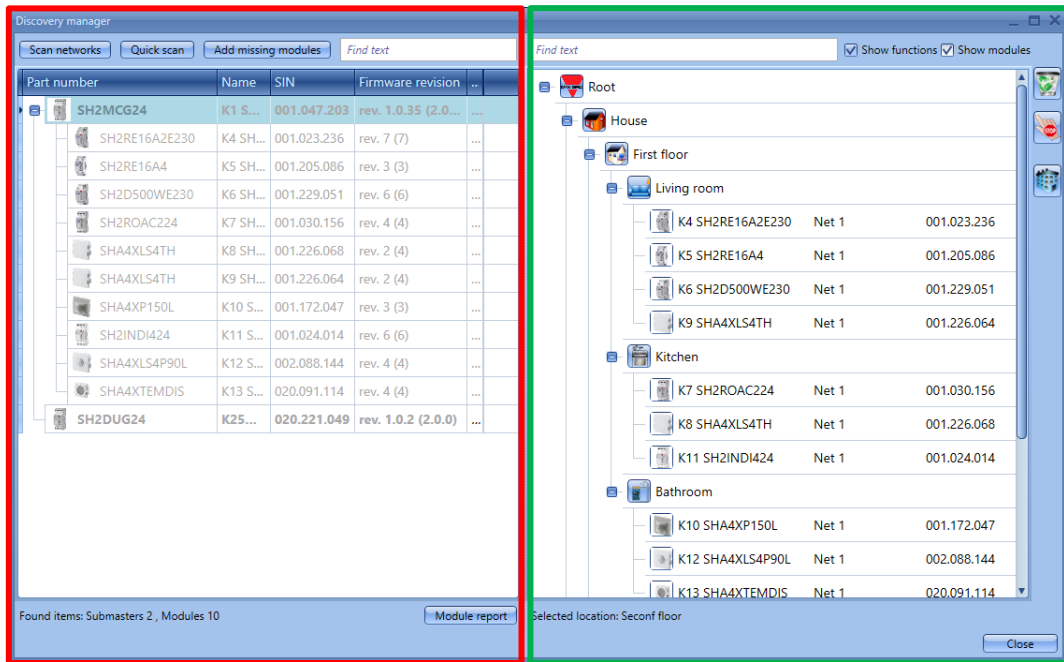 Discovery manager
Scan networks Quick scan Add missing modules Find text
Part number Name SIN Firmware revision ..
SH2MCG24 K1 S... 001.047.203 rev. 1.0.35 (2.0... ...
SH2RE16A2E230 K4 SH... 001.023.236 rev. 7 (7) ...
SH2RE16A4 K5 SH... 001.205.086 rev. 3 (3) ...
SH2D500WE230 K6 SH... 001.229.051 rev. 6 (6) ...
SH2ROAC224 K7 SH... 001.030.156 rev. 4 (4) ...
SHA4XLS4TH K8 SH... 001.226.068 rev. 2 (4) ...
SHA4XLS4TH K9 SH... 001.226.064 rev. 2 (4) ...
SHA4XP150L K10 S... 001.172.047 rev. 3 (3) ...
SH2INDI424 K11 S... 001.024.014 rev. 6 (6) ...
SHA4XLS4P90L K12 S... 002.088.144 rev. 4 (4) ...
SHA4XTEMDIS K13 S... 020.091.114 rev. 4 (4) ...
SH2DUG24 K25... 020.221.049 rev. 1.0.2 (2.0.0) ...
Found items: Submasters 2 , Modules 10 Module report
Find text Show functions Show modules
Root
House
First floor
Living room
K4 SH2RE16A2E230 Net 1 001.023.236
K5 SH2RE16A4 Net 1 001.205.086
K6 SH2D500WE230 Net 1 001.229.051
K9 SHA4XLS4TH Net 1 001.226.064
Kitchen
K7 SH2ROAC224 Net 1 001.030.156
K8 SHA4XLS4TH Net 1 001.226.068
K11 SH2INDI424 Net 1 001.024.014
Bathroom
K10 SHA4XP150L Net 1 001.172.047
K12 SHA4XLS4P90L Net 1 002.088.144
K13 SHA4XTEMDIS Net 1 020.091.114
STOP
Selected location: Seconf floor
Close